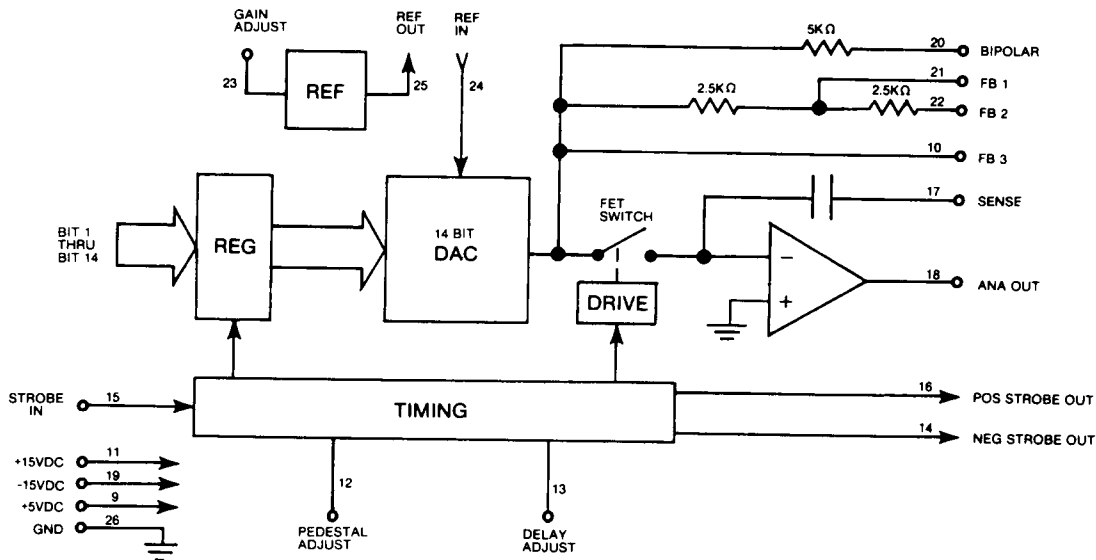 GAIN
ADJUST
REF
OUT
REF
IN
23
REF
25
24
5KΩ
20
BIPOLAR
21
FB 1
2.5KΩ
2.5KΩ
22
FB 2
10
FB 3
17
SENSE
FET
SWITCH
BIT 1
THRU
BIT 14
REG
14 BIT
DAC
−
+
18
ANA OUT
DRIVE
STROBE
IN
15
TIMING
16
POS STROBE OUT
14
NEG STROBE OUT
+15VDC
11
-15VDC
19
+5VDC
9
GND
26
12
13
PEDESTAL
ADJUST
DELAY
ADJUST